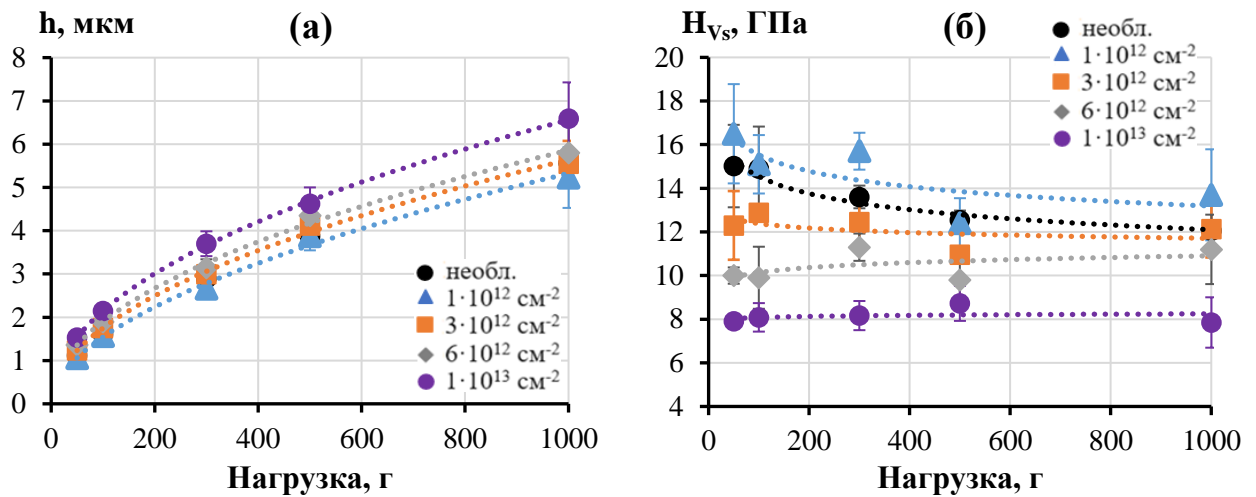 h, мкм (а)
8
7
6
5
4
3
2
1
0
0 200 400 600 800 1000
Нагрузка, г
необл.
1·10¹² см⁻²
3·10¹² см⁻²
6·10¹² см⁻²
1·10¹³ см⁻²
Hᵥₛ, ГПа (б)
20
18
16
14
12
10
8
6
4
0 200 400 600 800 1000
Нагрузка, г
необл.
1·10¹² см⁻²
3·10¹² см⁻²
6·10¹² см⁻²
1·10¹³ см⁻²